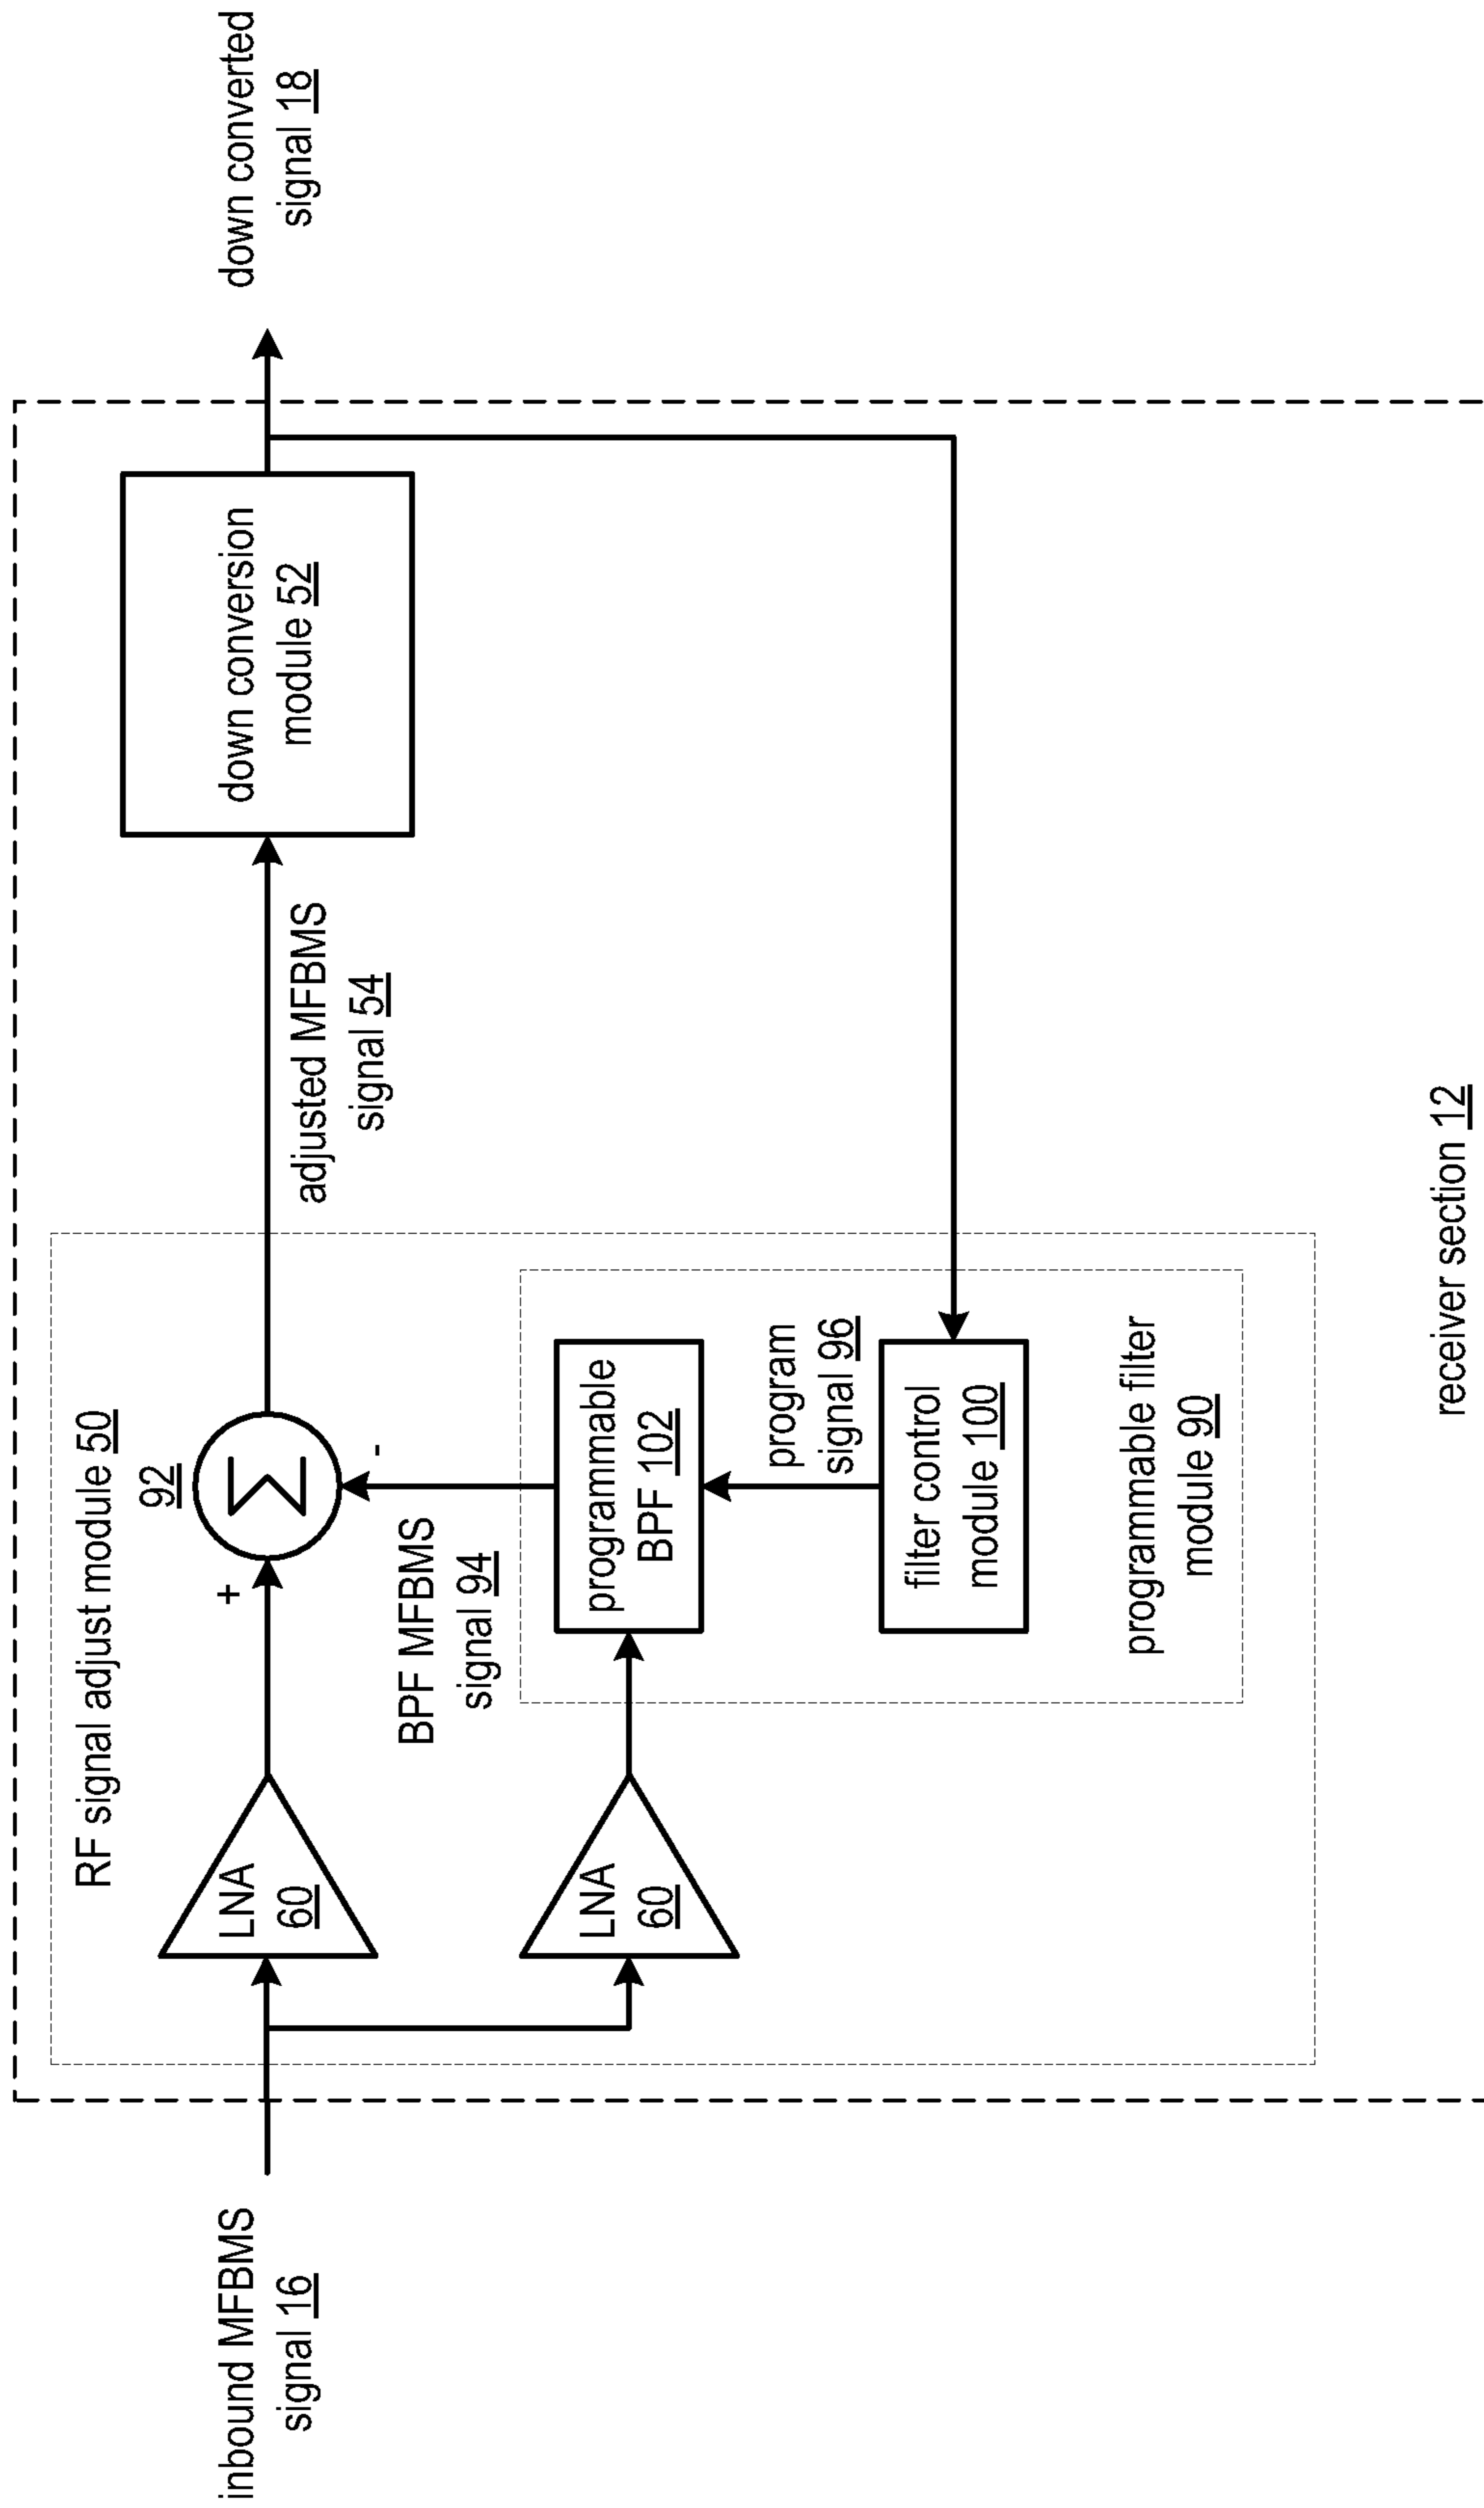 RF signal adjust module 50
92
inbound MFBMS
signal 16
LNA
60
+
Σ
-
adjusted MFBMS
signal 54
down conversion
module 52
down converted
signal 18
BPF MFBMS
signal 94
LNA
60
programmable
BPF 102
program
signal 96
filter control
module 100
programmable filter
module 90
receiver section 12